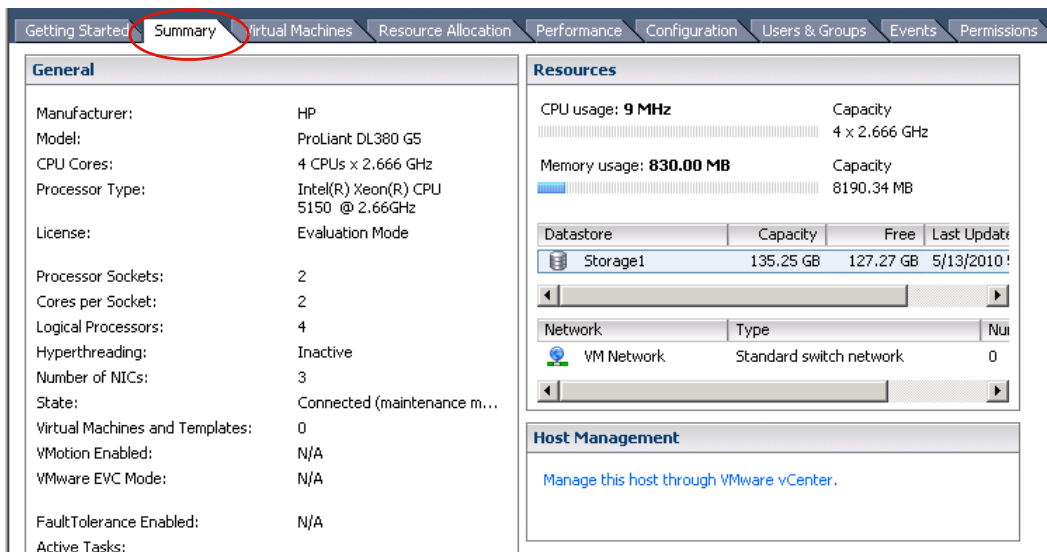 Getting Started Summary Virtual Machines Resource Allocation Performance Configuration Users & Groups Events Permissions
General
Manufacturer: HP
Model: ProLiant DL380 G5
CPU Cores: 4 CPUs x 2.666 GHz
Processor Type: Intel(R) Xeon(R) CPU
5150 @ 2.66GHz
License: Evaluation Mode
Processor Sockets: 2
Cores per Socket: 2
Logical Processors: 4
Hyperthreading: Inactive
Number of NICs: 3
State: Connected (maintenance m...
Virtual Machines and Templates: 0
VMotion Enabled: N/A
VMware EVC Mode: N/A
FaultTolerance Enabled: N/A
Active Tasks:
Resources
CPU usage: 9 MHz Capacity
4 x 2.666 GHz
Memory usage: 830.00 MB Capacity
8190.34 MB
Datastore Capacity Free Last Update
Storage1 135.25 GB 127.27 GB 5/13/2010
Network Type Nu
VM Network Standard switch network 0
Host Management
Manage this host through VMware vCenter.